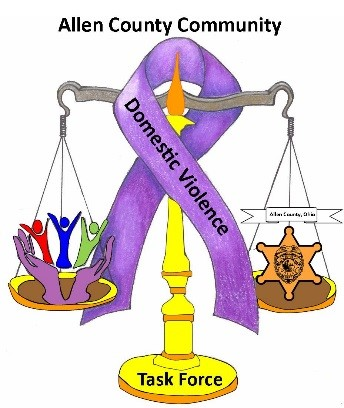 Allen County Community
Domestic Violence
Allen County, Ohio
Task Force